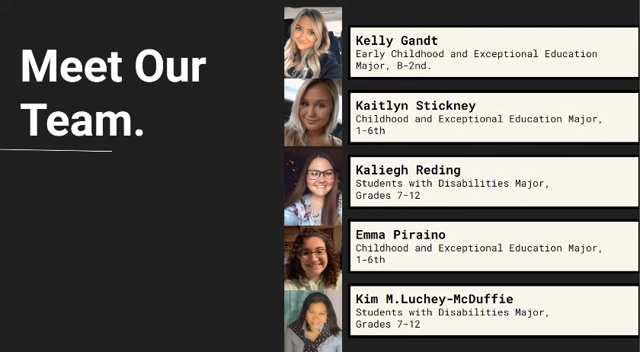 Meet Our
Team.
Kelly Gandt
Early Childhood and Exceptional Education
Major, B-2nd.
Kaitlyn Stickney
Childhood and Exceptional Education Major,
1-6th
Kaliegh Reding
Students with Disabilities Major,
Grades 7-12
Emma Piraino
Childhood and Exceptional Education Major,
1-6th
Kim M.Luchey-McDuffie
Students with Disabilities Major,
Grades 7-12